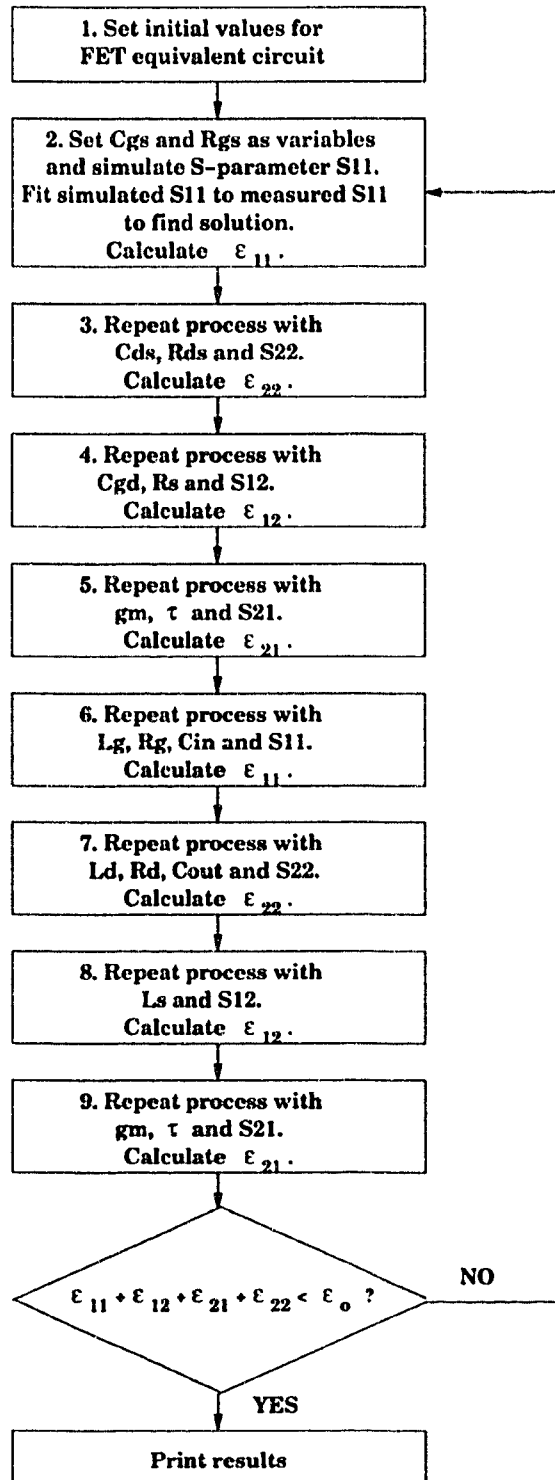 1. Set initial values for
FET equivalent circuit
2. Set Cgs and Rgs as variables
and simulate S-parameter S11.
Fit simulated S11 to measured S11
to find solution.
Calculate ε11.
3. Repeat process with
Cds, Rds and S22.
Calculate ε22.
4. Repeat process with
Cgd, Rs and S12.
Calculate ε12.
5. Repeat process with
gm, τ and S21.
Calculate ε21.
6. Repeat process with
Lg, Rg, Cin and S11.
Calculate ε11.
7. Repeat process with
Ld, Rd, Cout and S22.
Calculate ε22.
8. Repeat process with
Ls and S12.
Calculate ε12.
9. Repeat process with
gm, τ and S21.
Calculate ε21.
ε11 + ε12 + ε21 + ε22 < εo ?
NO
YES
Print results